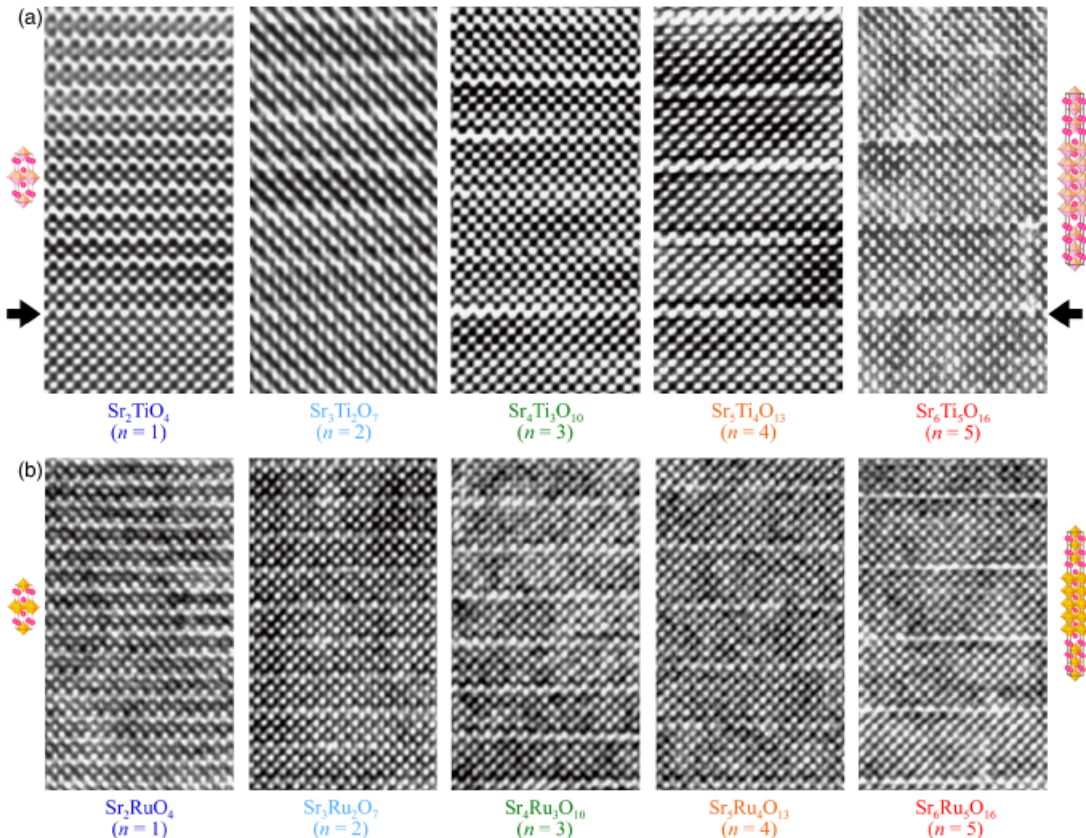 (a)
Sr₂TiO₄
(n = 1)
Sr₃Ti₂O₇
(n = 2)
Sr₄Ti₃O₁₀
(n = 3)
Sr₅Ti₄O₁₃
(n = 4)
Sr₆Ti₅O₁₆
(n = 5)
(b)
Sr₂RuO₄
(n = 1)
Sr₃Ru₂O₇
(n = 2)
Sr₄Ru₃O₁₀
(n = 3)
Sr₅Ru₄O₁₃
(n = 4)
Sr₆Ru₅O₁₆
(n = 5)